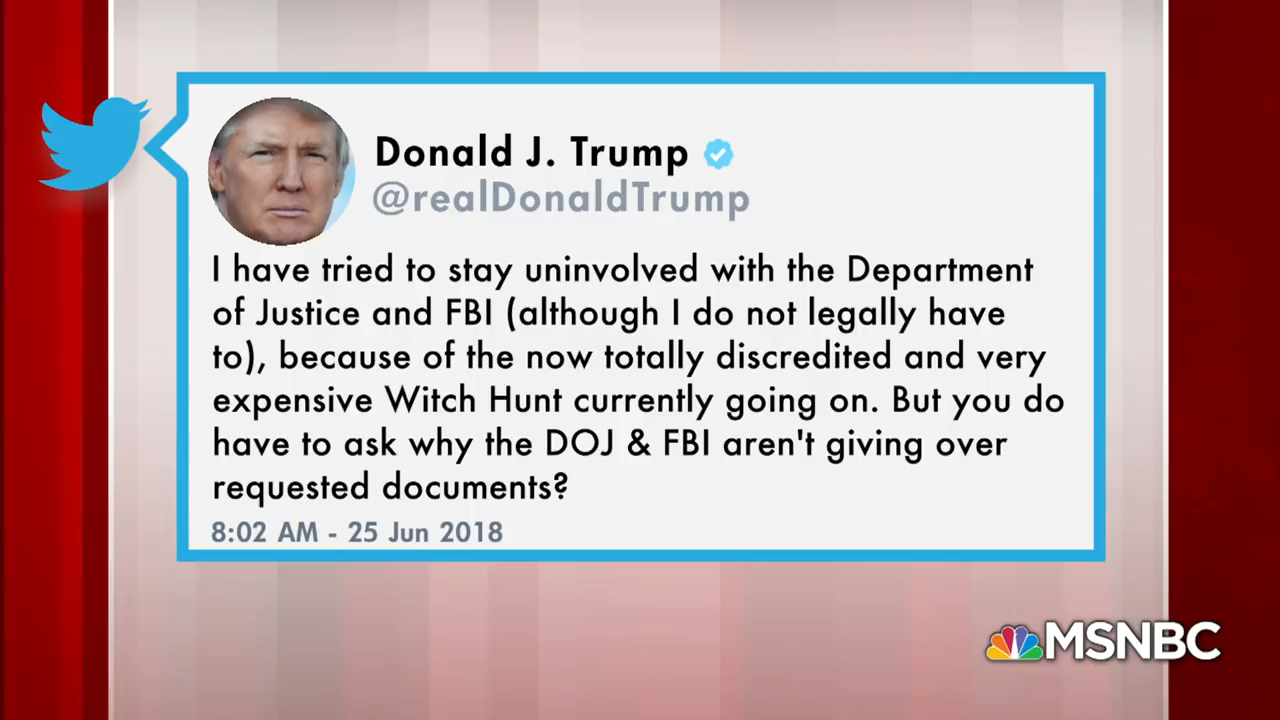 Donald J. Trump
@realDonaldTrump
I have tried to stay uninvolved with the Department
of Justice and FBI (although I do not legally have
to), because of the now totally discredited and very
expensive Witch Hunt currently going on. But you do
have to ask why the DOJ & FBI aren't giving over
requested documents?
8:02 AM - 25 Jun 2018
MSNBC